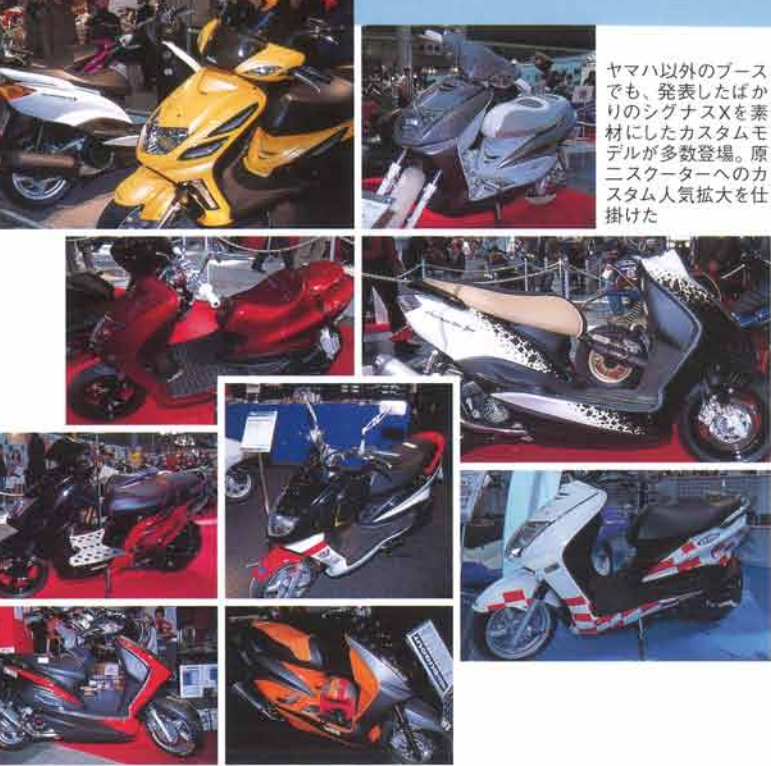 ヤマハ以外のブース
でも、発表したばか
りのシグナスXを素
材にしたカスタムモ
デルが多数登場。原
二スクーターへのカ
スタム人気拡大を仕
掛けた